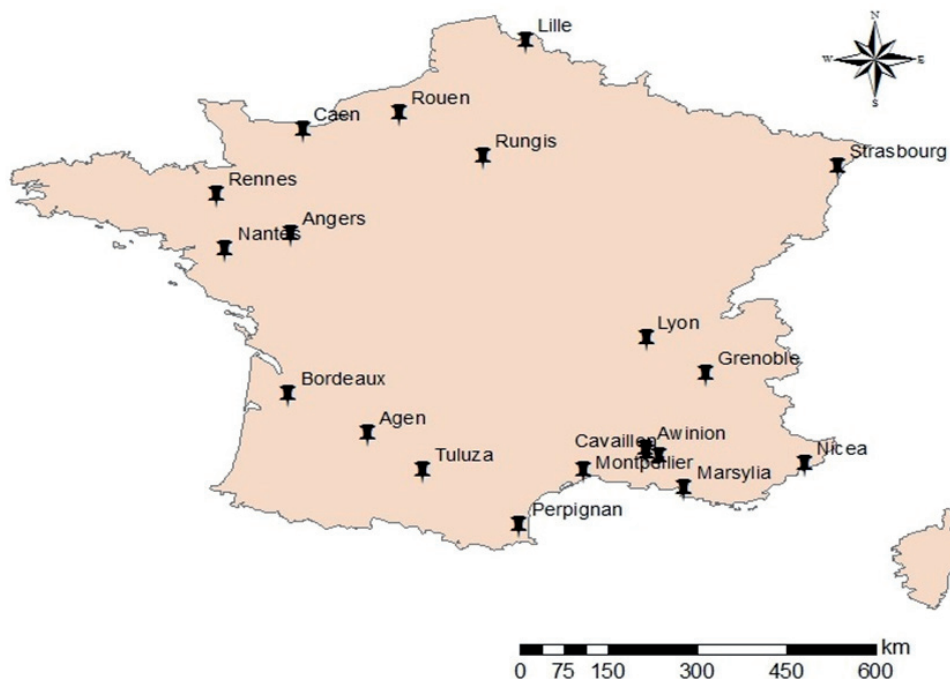 Lille
N
W E
S
Rouen
Caen
Rungis
Strasbourg
Rennes
Angers
Nantes
Lyon
Grenoble
Bordeaux
Agen
Awinion
Cavaillon
Nicea
Tuluza
Montpellier
Marsylia
Perpignan
km
0 75 150 300 450 600